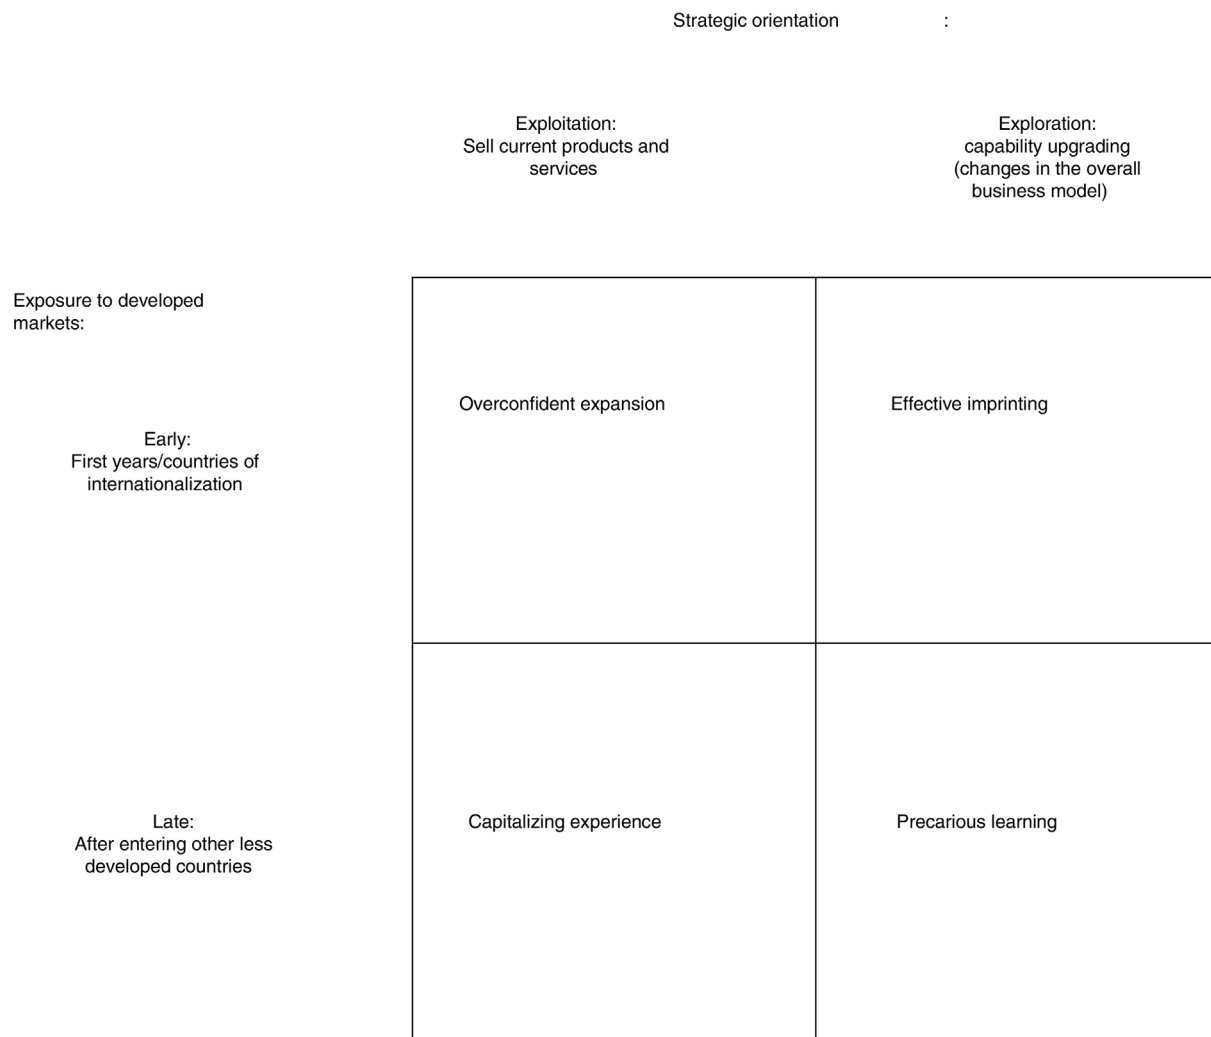 Strategic orientation :
Exploitation:
Sell current products and
services
Exploration:
capability upgrading
(changes in the overall
business model)
Exposure to developed
markets:
Overconfident expansion
Effective imprinting
Early:
First years/countries of
internationalization
Late:
After entering other less
developed countries
Capitalizing experience
Precarious learning